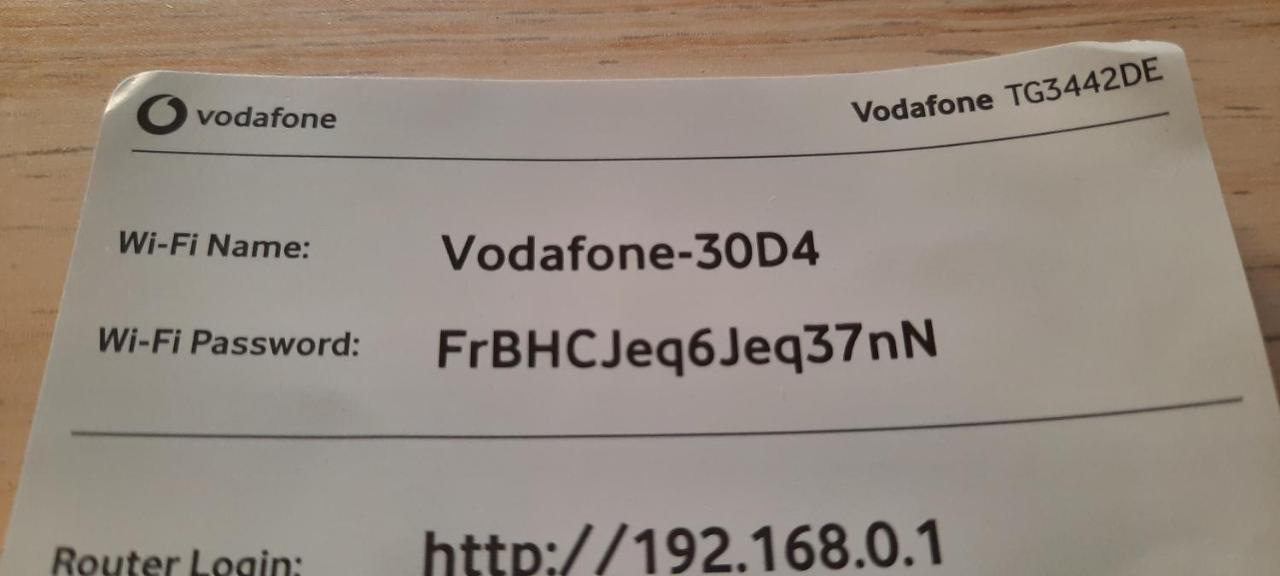 vodafone
Vodafone TG3442DE
Wi-Fi Name: Vodafone-30D4
Wi-Fi Password: FrBHCJeq6Jeq37nN
Router Login: http://192.168.0.1